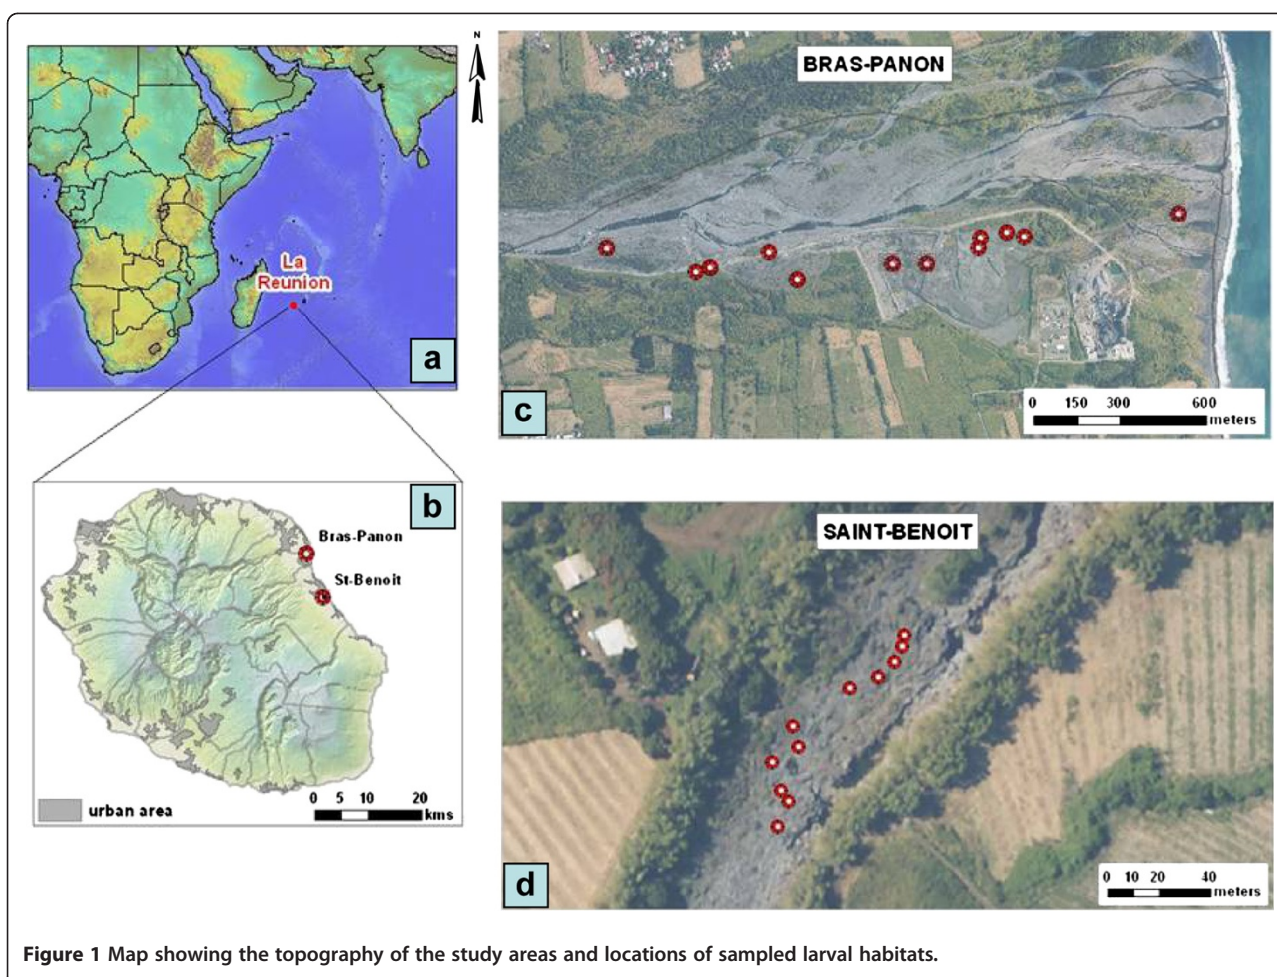 N
La
Reunion
a
BRAS-PANON
c
0 150 300 600
meters
b
Bras-Panon
St-Benoit
urban area
0 5 10 20
kms
SAINT-BENOIT
d
0 10 20 40
meters
Figure 1 Map showing the topography of the study areas and locations of sampled larval habitats.